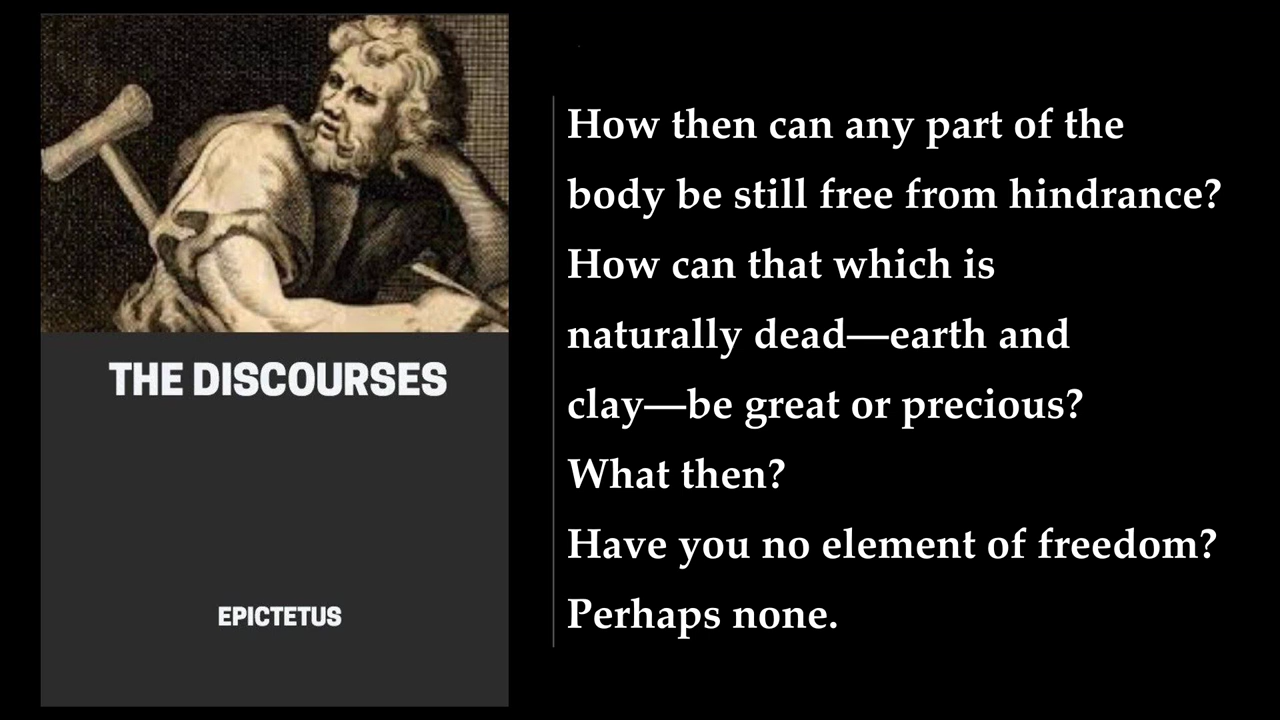 THE DISCOURSES
EPICTETUS
How then can any part of the
body be still free from hindrance?
How can that which is
naturally dead—earth and
clay—be great or precious?
What then?
Have you no element of freedom?
Perhaps none.